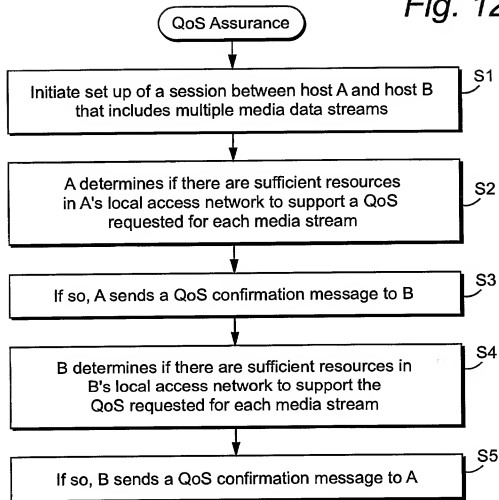 Fig. 12
QoS Assurance
S1
Initiate set up of a session between host A and host B
that includes multiple media data streams
S2
A determines if there are sufficient resources
in A's local access network to support a QoS
requested for each media stream
S3
If so, A sends a QoS confirmation message to B
S4
B determines if there are sufficient resources in
B's local access network to support the
QoS requested for each media stream
S5
If so, B sends a QoS confirmation message to A